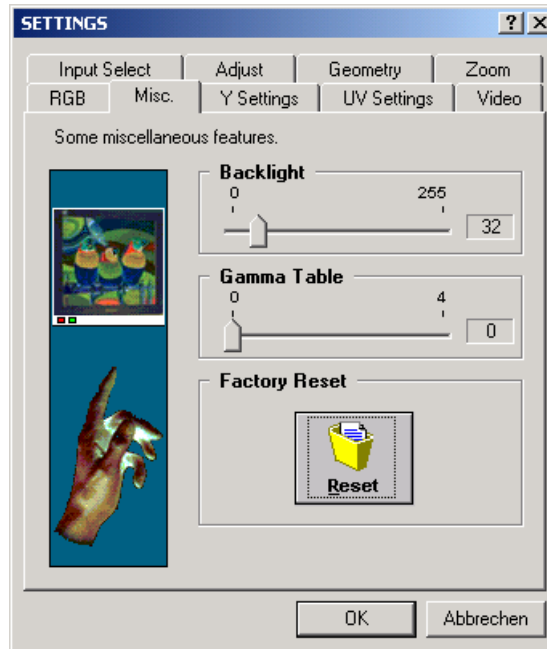 SETTINGS
Input Select Adjust Geometry Zoom
RGB Misc. Y Settings UV Settings Video
Some miscellaneous features.
Backlight
0 255
32
Gamma Table
0 4
0
Factory Reset
Reset
OK Abbrechen